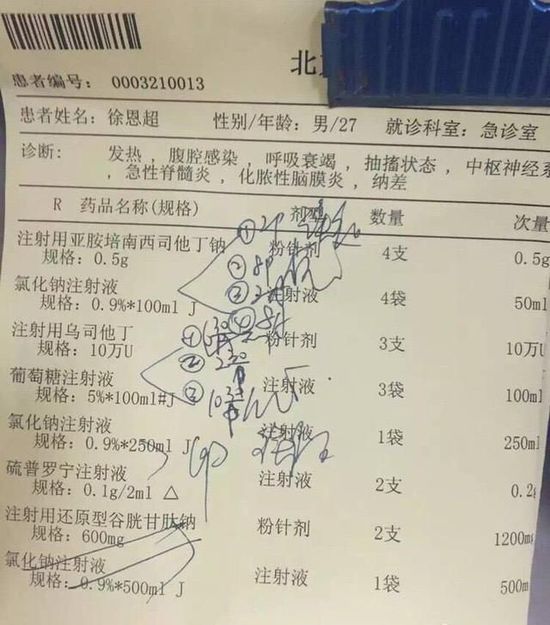 北
患者编号: 0003210013
患者姓名: 徐恩超 性别/年龄: 男/27 就诊科室: 急诊室
诊断: 发热 , 腹腔感染 , 呼吸衰竭 , 抽搐状态 , 中枢神经系
, 急性脊髓炎 , 化脓性脑膜炎 , 纳差
R 药品名称(规格) 剂型 数量 次量
注射用亚胺培南西司他丁钠 粉针剂 4支 0.5g
规格: 0.5g
氯化钠注射液 注射液 4袋 50ml
规格: 0.9%*100ml J
注射用乌司他丁 粉针剂 3支 10万U
规格: 10万U
葡萄糖注射液 注射液 3袋 100ml
规格: 5%*100ml#J
氯化钠注射液 注射液 1袋 250ml
规格: 0.9%*250ml J
硫普罗宁注射液 注射液 2支 0.2g
规格: 0.1g/2ml △
注射用还原型谷胱甘肽钠 粉针剂 2支 1200mg
规格: 600mg
氯化钠注射液 注射液 1袋 500m
规格: 0.9%*500ml J